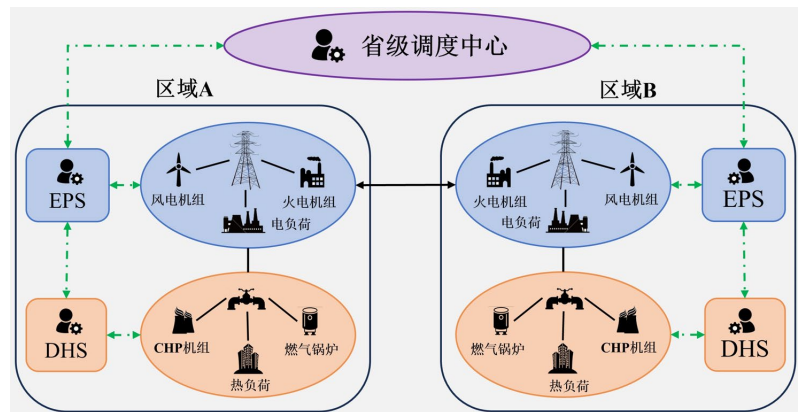 省级调度中心
区域A
区域B
EPS
风电机组
火电机组
电负荷
火电机组
风电机组
电负荷
EPS
DHS
CHP机组
燃气锅炉
热负荷
燃气锅炉
CHP机组
热负荷
DHS